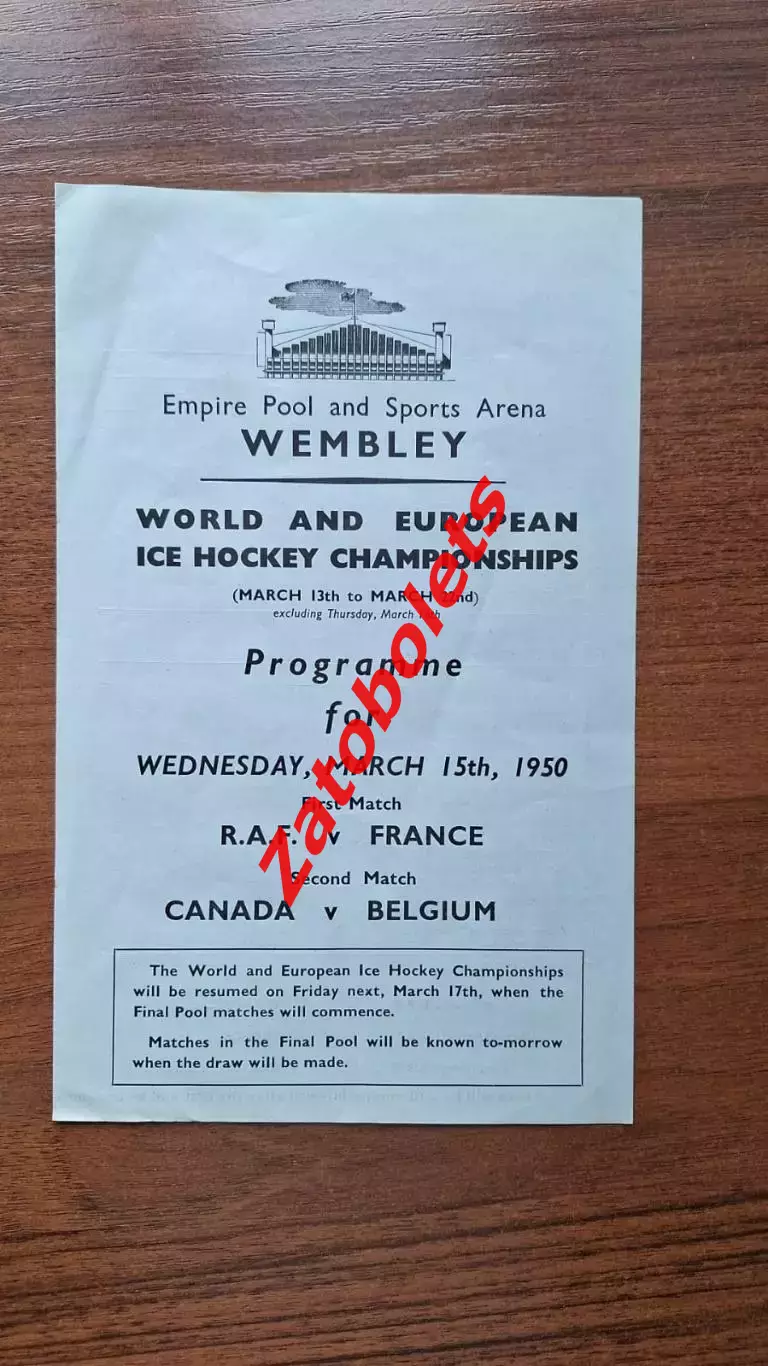 Empire Pool and Sports Arena
WEMBLEY
WORLD AND EUROPEAN
ICE HOCKEY CHAMPIONSHIPS
(MARCH 13th to MARCH 22nd)
excluding Thursday, March 16th
Programme
for
WEDNESDAY, MARCH 15th, 1950
First Match
R.A.F. v FRANCE
Second Match
CANADA v BELGIUM
The World and European Ice Hockey Championships
will be resumed on Friday next, March 17th, when the
Final Pool matches will commence.
Matches in the Final Pool will be known to-morrow
when the draw will be made.
Zatobolets